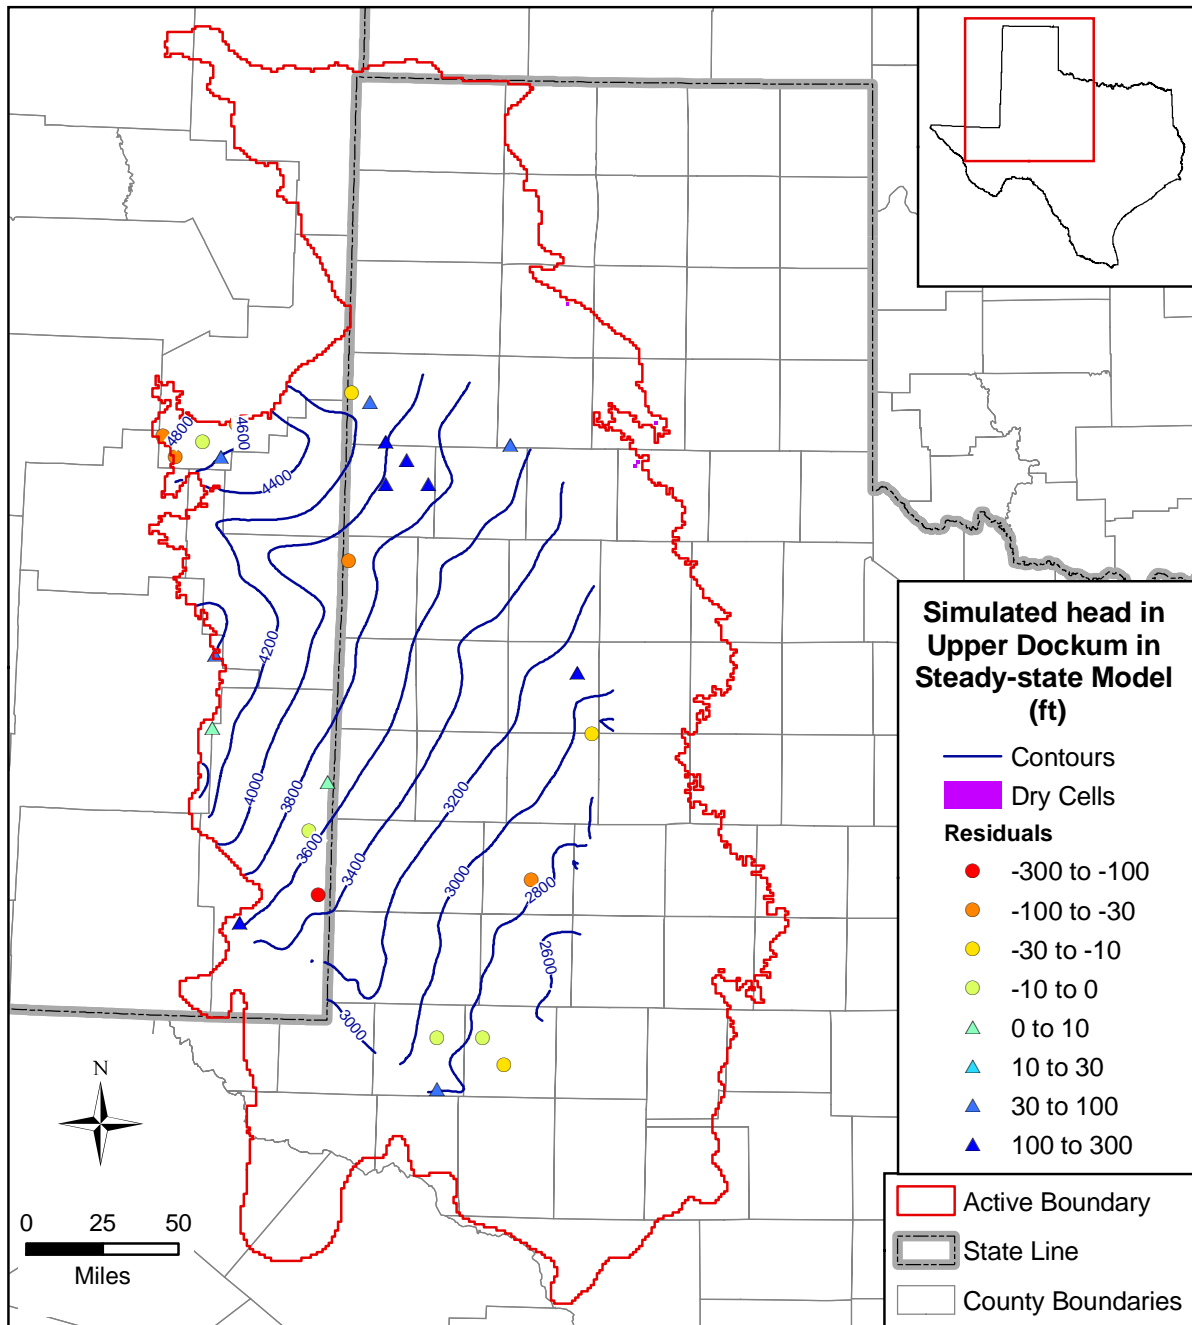 4800
4600
4400
4200
4000
3800
3600
3400
3200
3000
2800
2600
3000
Simulated head in
Upper Dockum in
Steady-state Model
(ft)
Contours
Dry Cells
Residuals
-300 to -100
-100 to -30
-30 to -10
-10 to 0
0 to 10
10 to 30
30 to 100
100 to 300
Active Boundary
State Line
County Boundaries
N
0 25 50
Miles